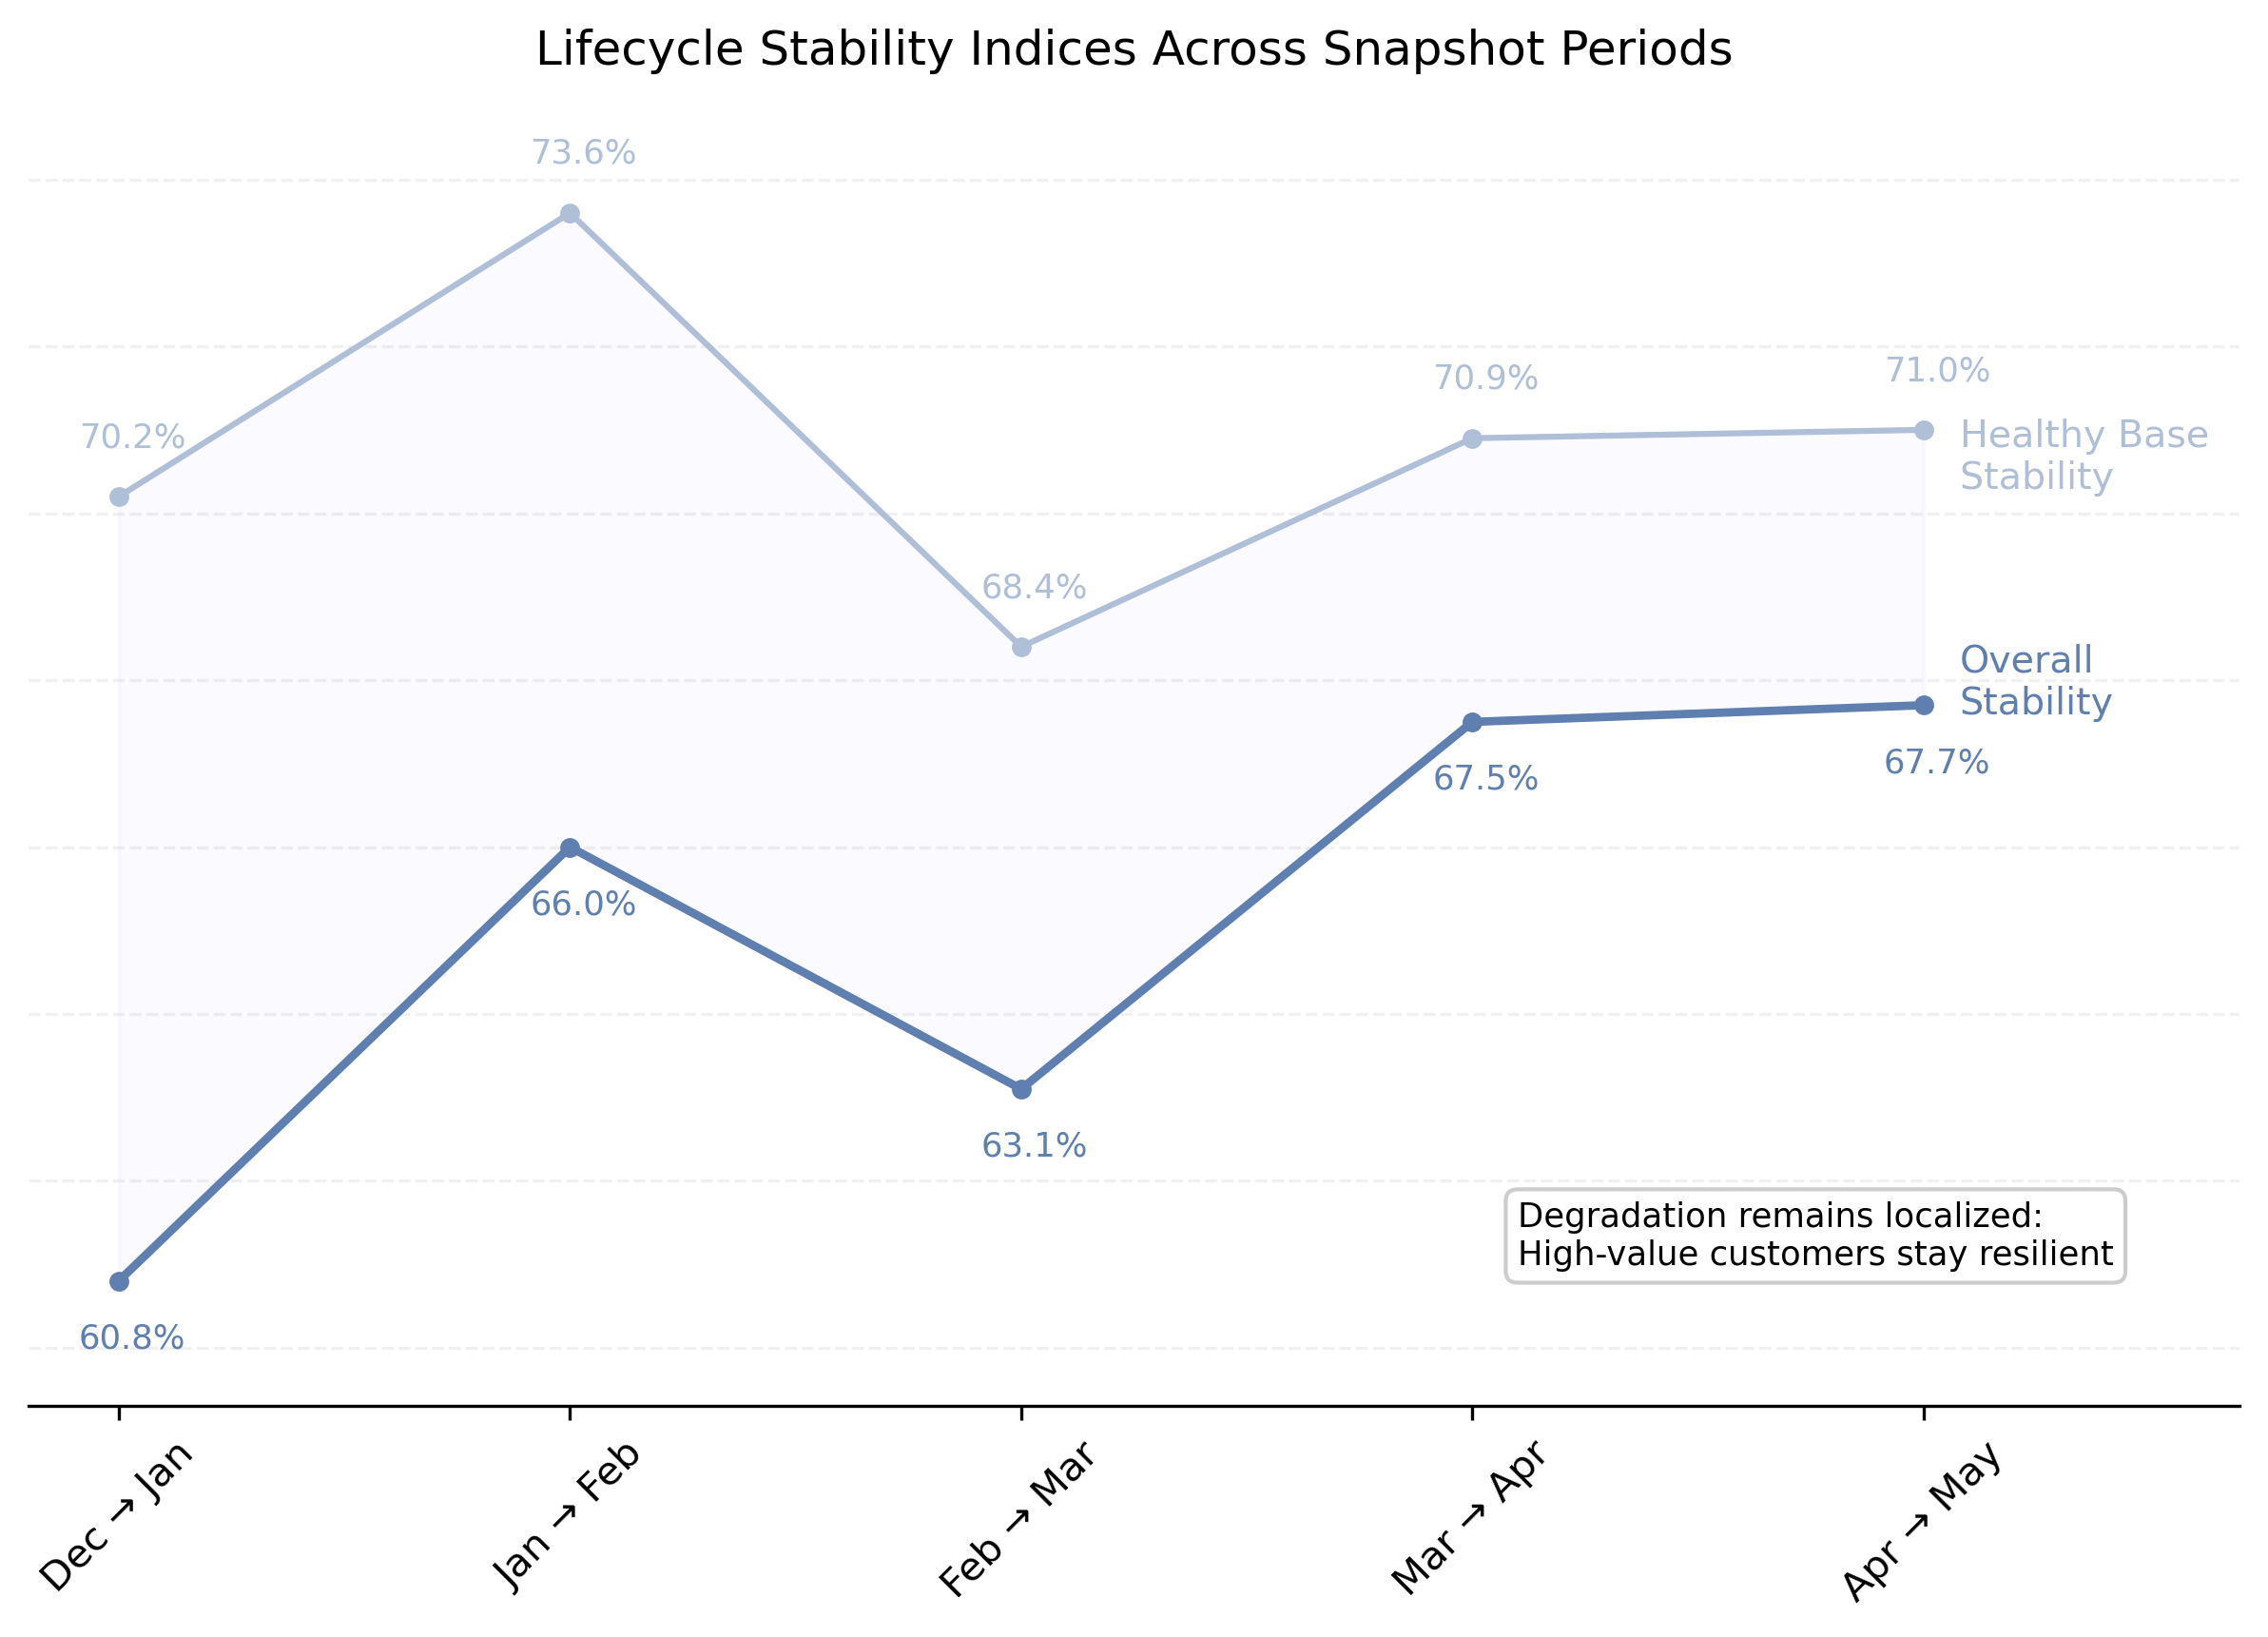 Lifecycle Stability Indices Across Snapshot Periods
73.6%
70.2%
68.4%
70.9%
71.0%
Healthy Base
Stability
Overall
Stability
67.7%
67.5%
66.0%
63.1%
60.8%
Degradation remains localized:
High-value customers stay resilient
Dec → Jan
Jan → Feb
Feb → Mar
Mar → Apr
Apr → May